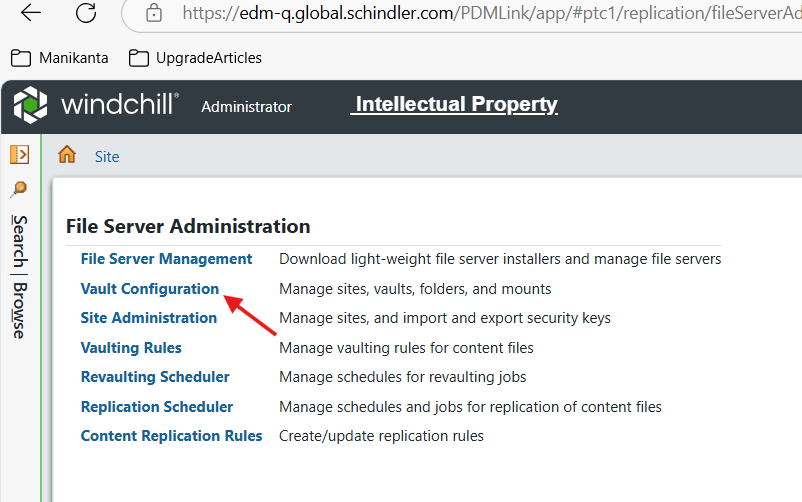 https://edm-q.global.schindler.com/PDMLink/app/#ptc1/replication/fileServerAd
Manikanta
UpgradeArticles
windchill® Administrator Intellectual Property
Site
Search | Browse
File Server Administration
File Server Management Download light-weight file server installers and manage file servers
Vault Configuration Manage sites, vaults, folders, and mounts
Site Administration Manage sites, and import and export security keys
Vaulting Rules Manage vaulting rules for content files
Revaulting Scheduler Manage schedules for revaulting jobs
Replication Scheduler Manage schedules and jobs for replication of content files
Content Replication Rules Create/update replication rules